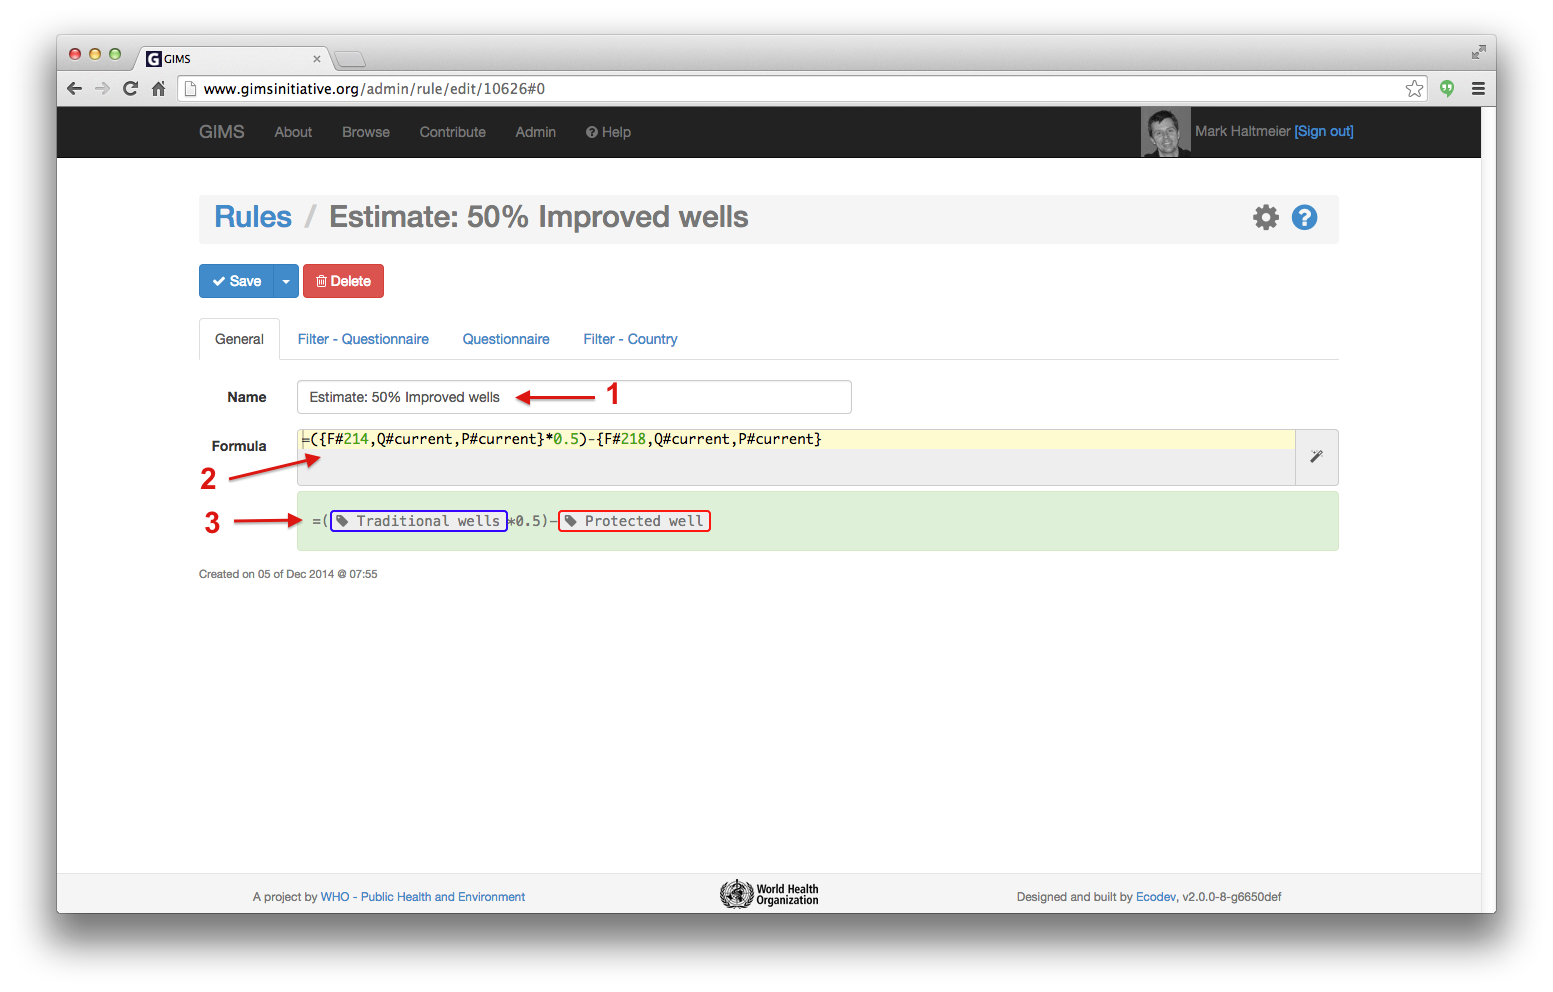 GIMS
www.gimsinitiative.org/admin/rule/edit/10626#0
GIMS About Browse Contribute Admin Help Mark Haltmeier [Sign out]
Rules / Estimate: 50% Improved wells
Save Delete
General Filter - Questionnaire Questionnaire Filter - Country
Name Estimate: 50% Improved wells 1
Formula =({F#214,Q#current,P#current}*0.5)-{F#218,Q#current,P#current}
2
3 =( Traditional wells *0.5)- Protected well
Created on 05 of Dec 2014 @ 07:55
A project by WHO - Public Health and Environment World Health Organization Designed and built by Ecodev, v2.0.0-8-g6650def